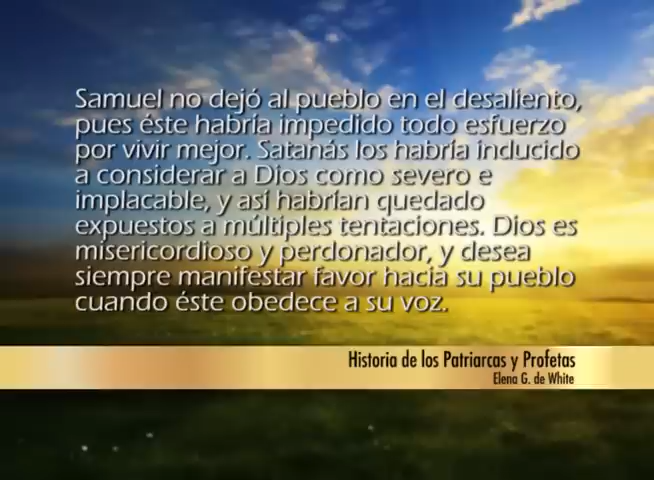 Samuel no dejó al pueblo en el desaliento,
pues éste habría impedido todo esfuerzo
por vivir mejor. Satanás los habría inducido
a considerar a Dios como severo e
implacable, y así habrían quedado
expuestos a múltiples tentaciones. Dios es
misericordioso y perdonador, y desea
siempre manifestar favor hacia su pueblo
cuando éste obedece a su voz.
Historia de los Patriarcas y Profetas
Elena G. de White